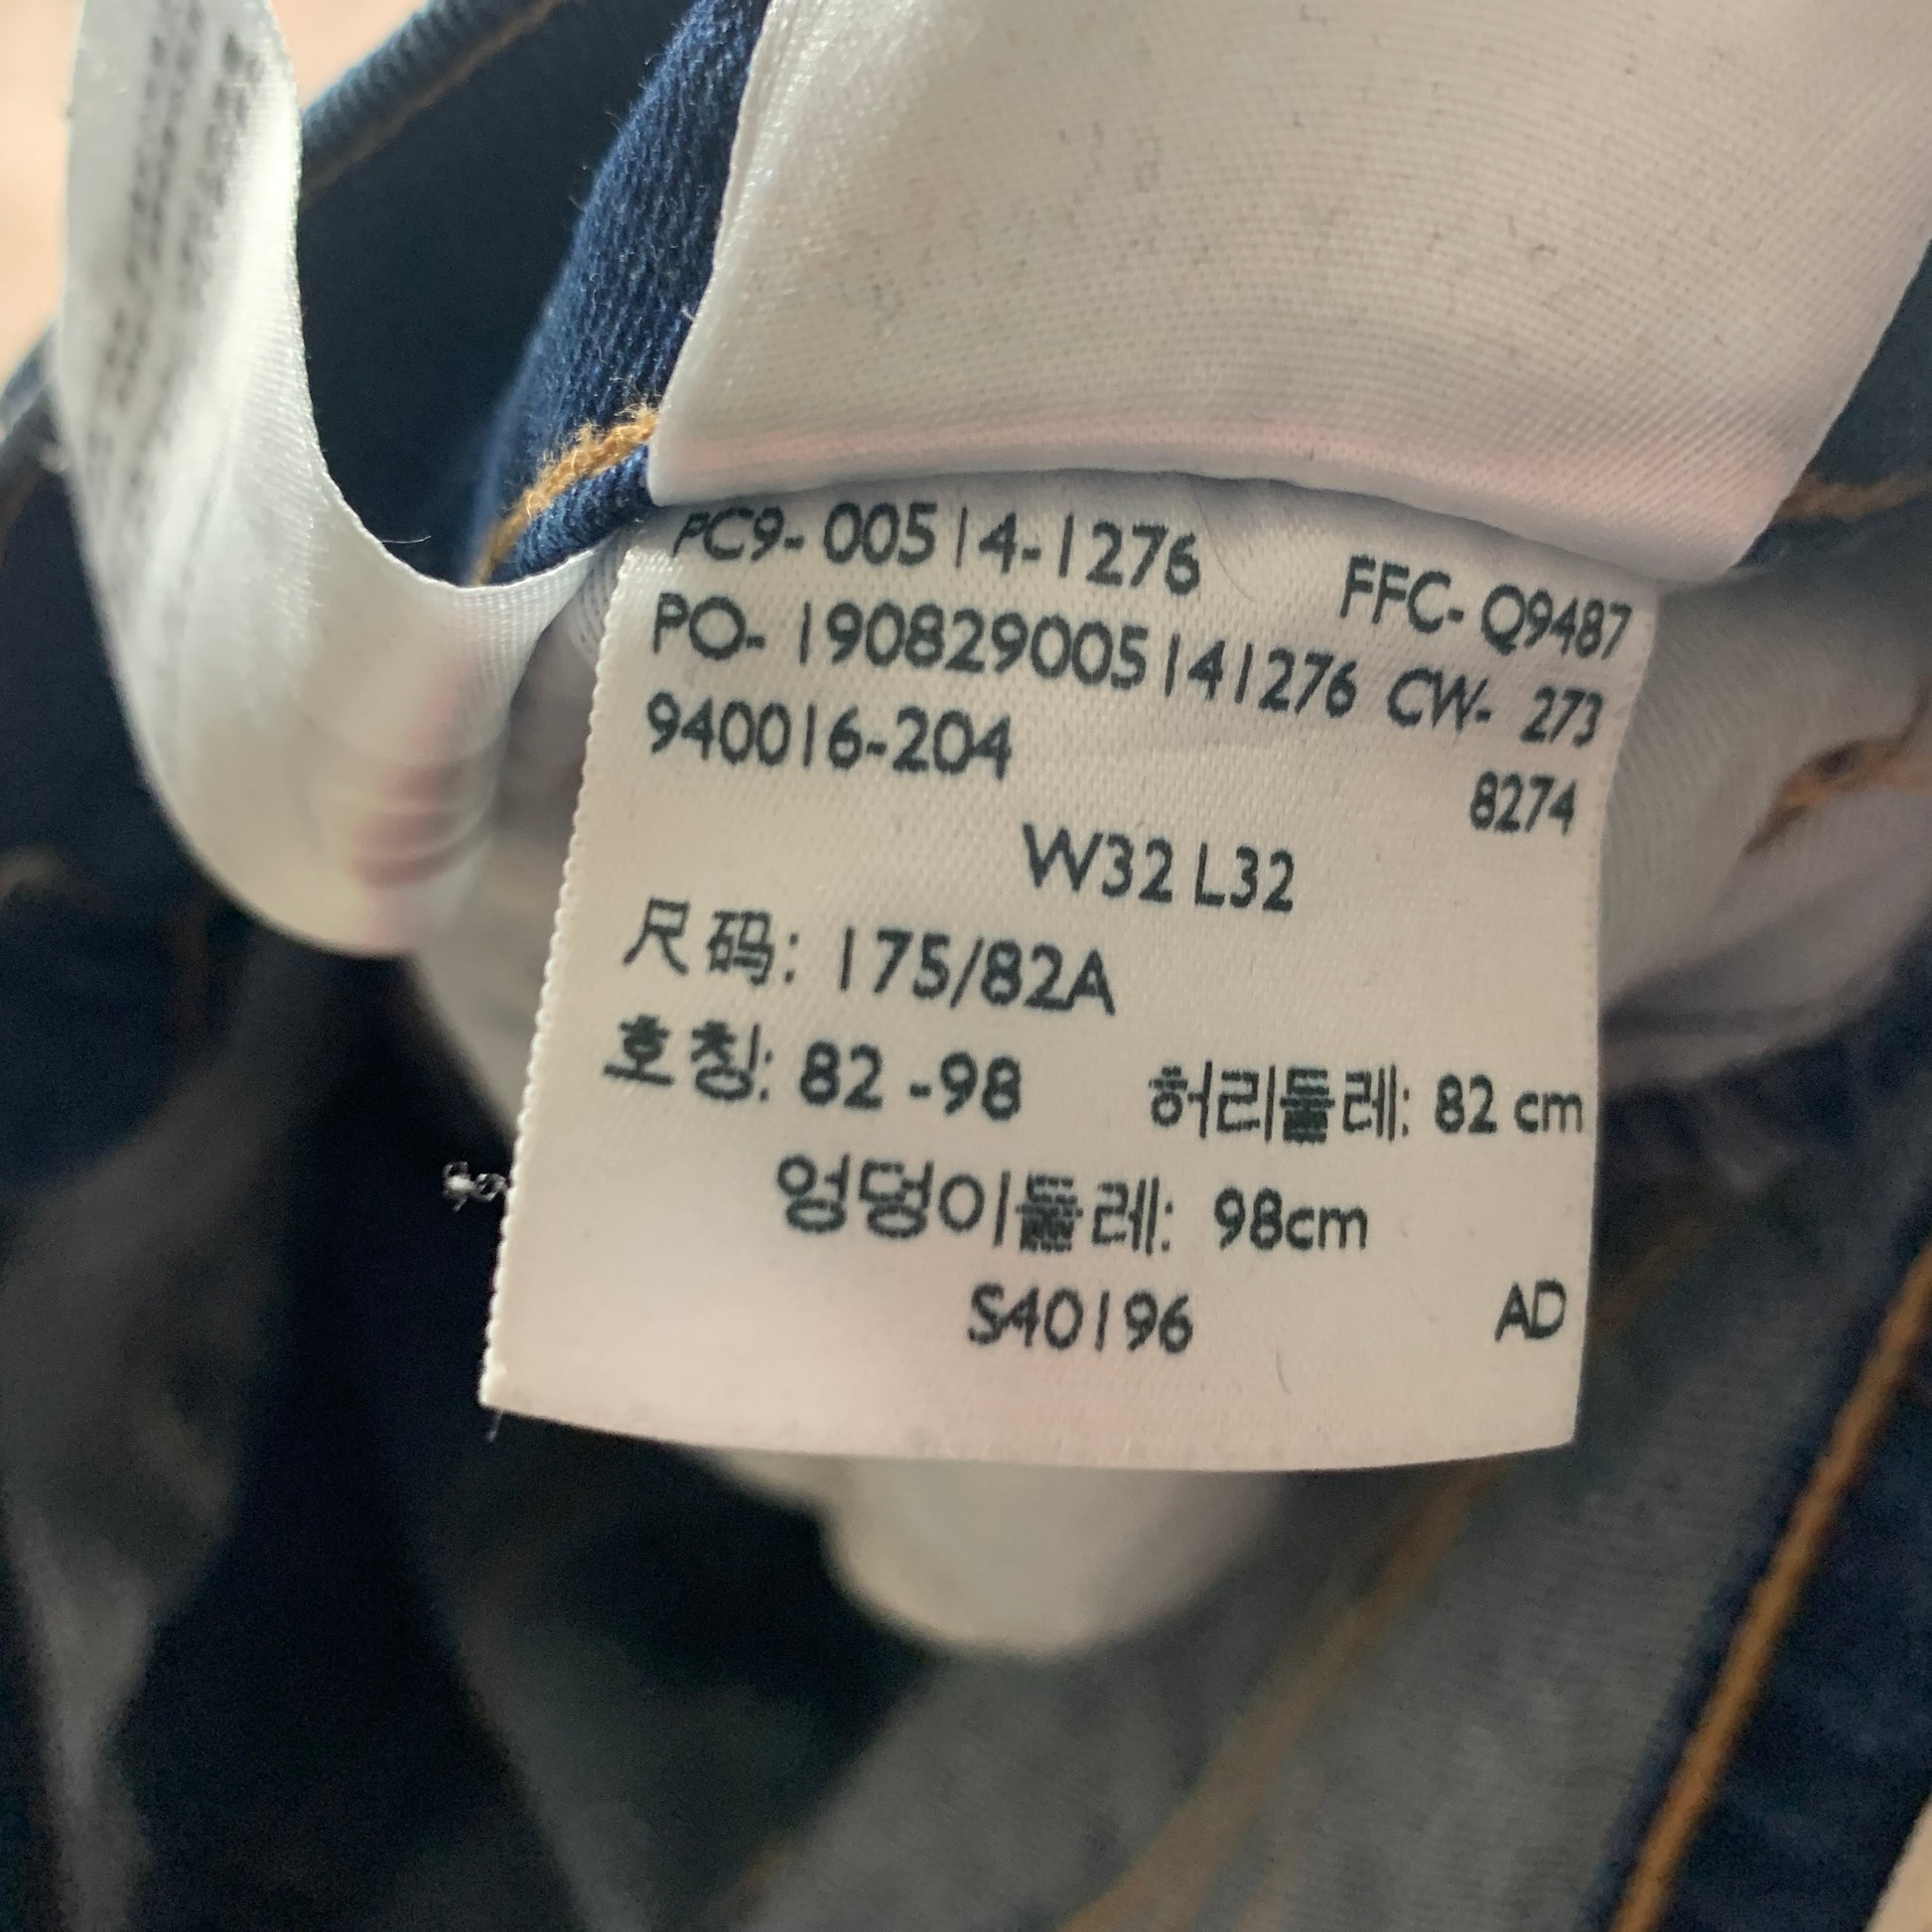 PC9- 00514-1276 FFC- Q9487
PO- 190829005141276 CW- 273
940016-204 8274
W32 L32
尺码: 175/82A
호칭: 82 -98 허리둘레: 82 cm
엉덩이둘레: 98cm
S40196 AD